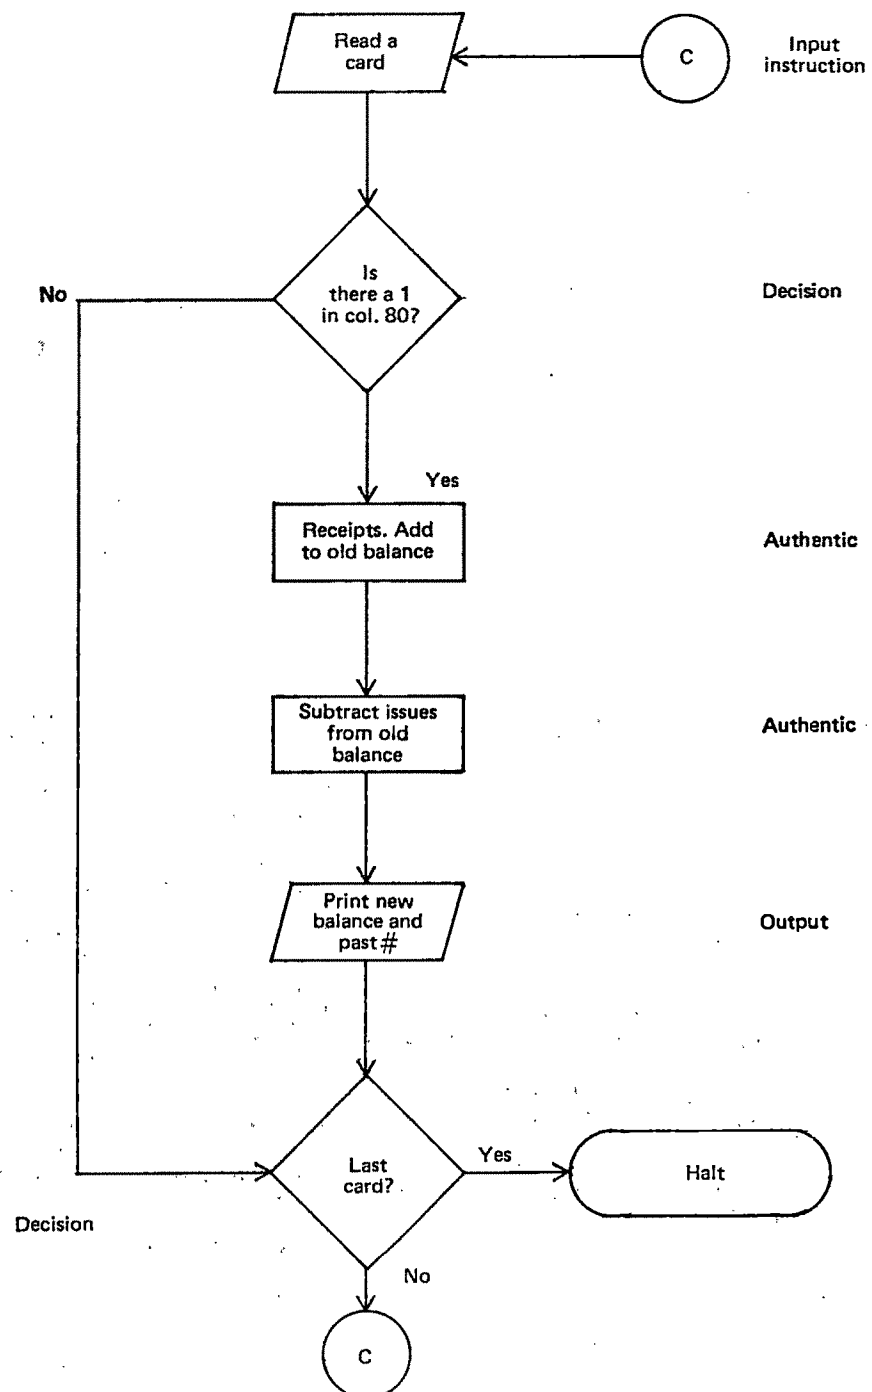 Read a
card
C
Input
instruction
Is
there a 1
in col. 80?
No
Decision
Yes
Receipts. Add
to old balance
Authentic
Subtract issues
from old
balance
Authentic
Print new
balance and
past #
Output
Last
card?
Yes
Halt
Decision
No
C